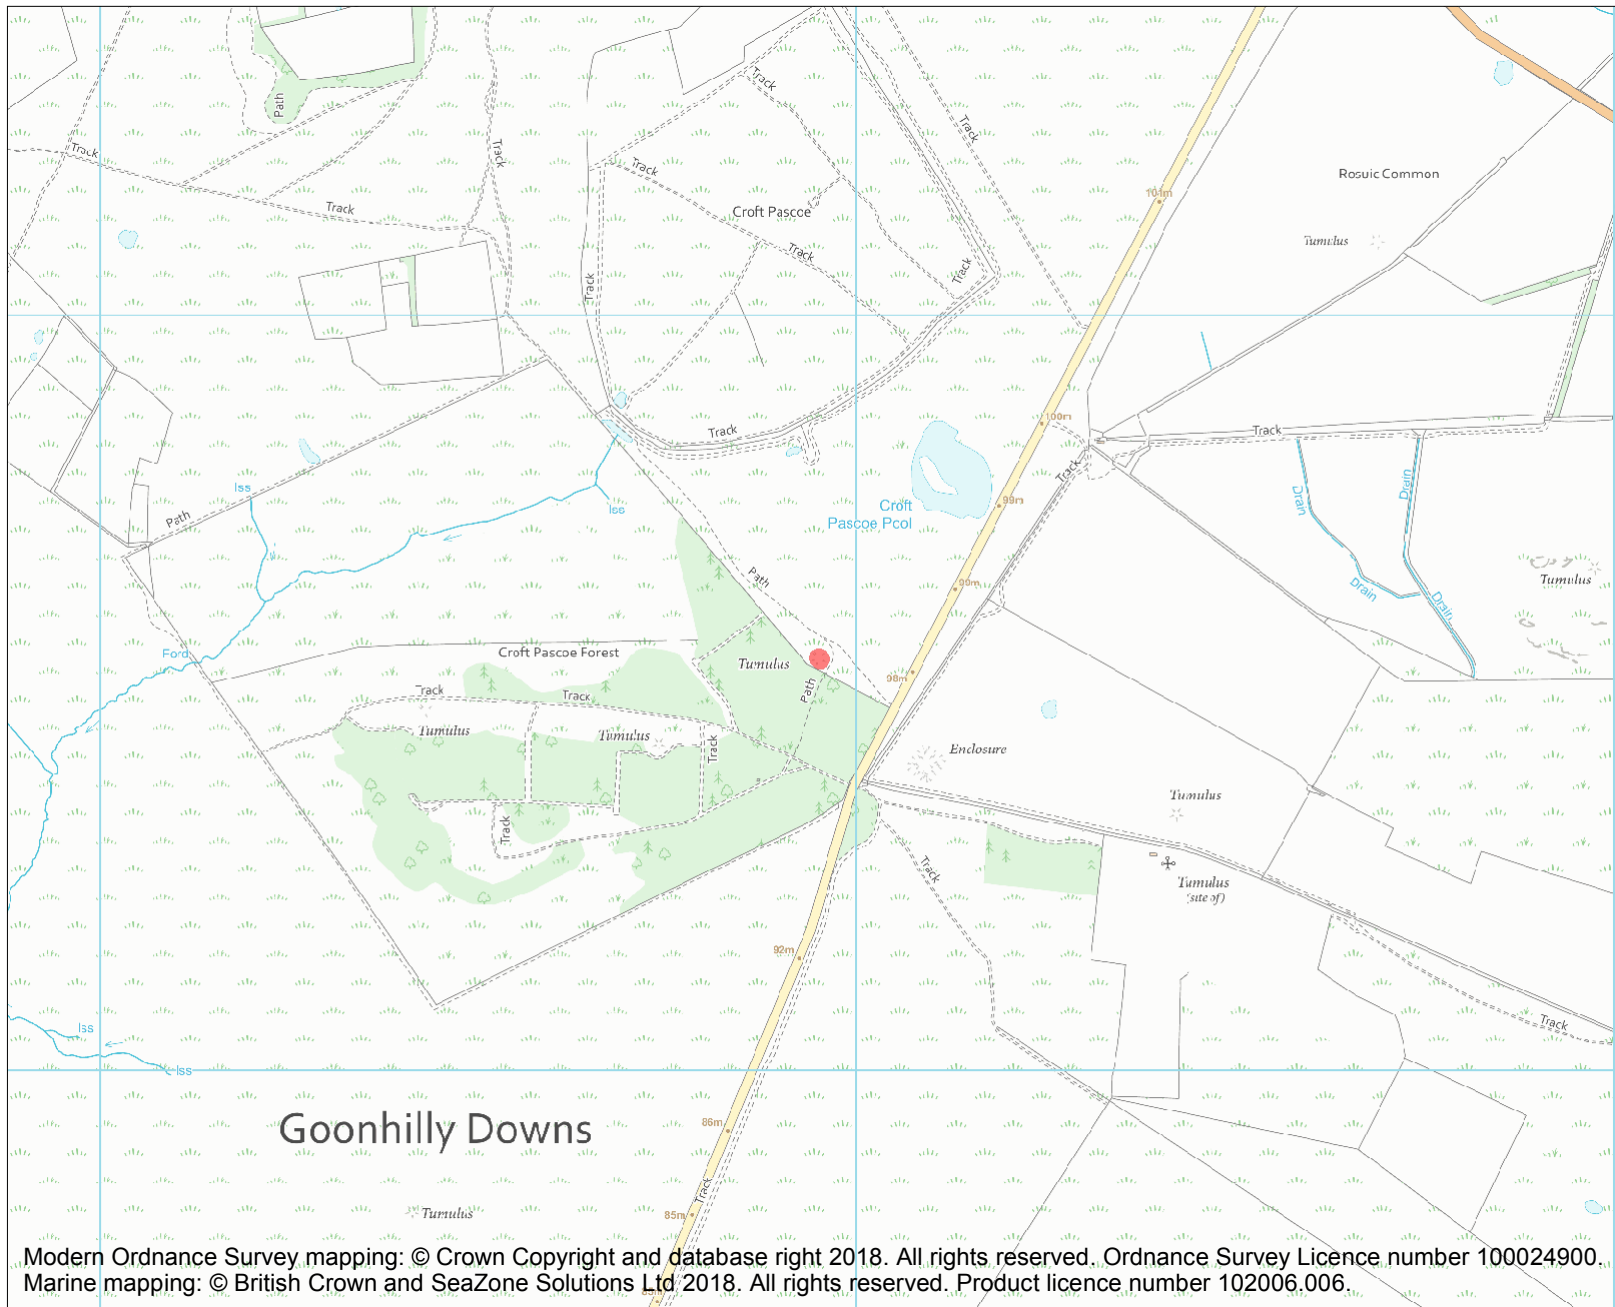 Track
Path
Track
Track
101m
Rosuic Common
Track
Track
Track
Croft Pascoe
Track
Tumulus
Track
Track
Track
100m
Track
Track
Track
Iss
Iss
Path
Croft
Pascoe Pool
99m
Drain
Drain
Path
99m
Tumulus
Drain
Drain
Ford
Croft Pascoe Forest
Tumulus
98m
Track
Track
Path
Tumulus
Tumulus
Track
Enclosure
Tumulus
Track
Track
Tumulus
(site of)
92m
Track
Iss
Iss
Goonhilly Downs
86m
Track
85m
Tumulus
Modern Ordnance Survey mapping: © Crown Copyright and database right 2018. All rights reserved. Ordnance Survey Licence number 100024900.
Marine mapping: © British Crown and SeaZone Solutions Ltd 2018. All rights reserved. Product licence number 102006.006.